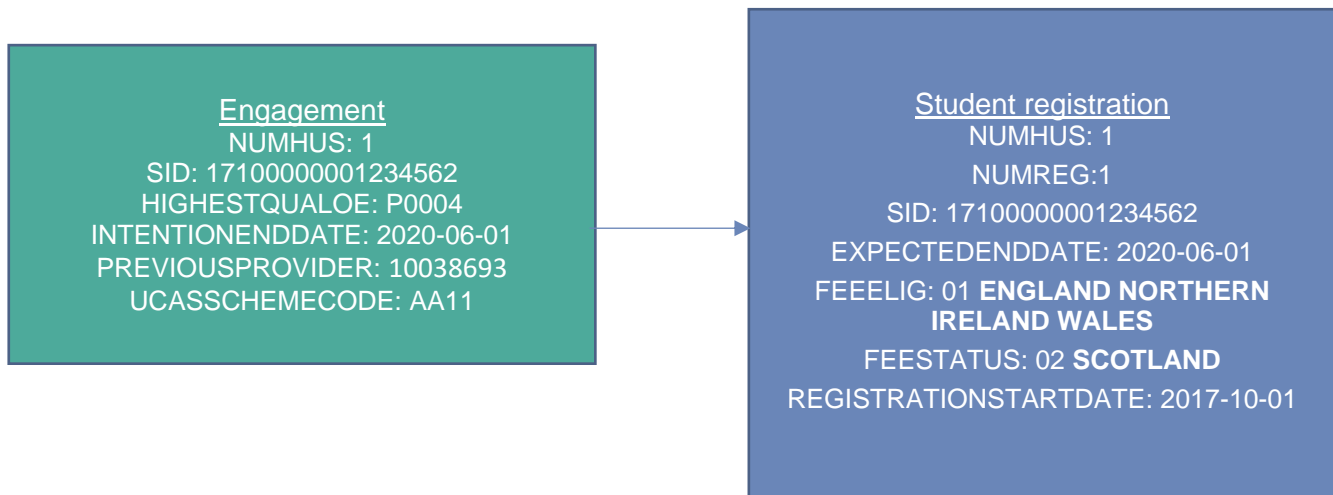 Engagement
NUMHUS: 1
SID: 17100000001234562
HIGHESTQUALOE: P0004
INTENTIONENDDATE: 2020-06-01
PREVIOUSPROVIDER: 10038693
UCASSCHEMECODE: AA11
Student registration
NUMHUS: 1
NUMREG:1
SID: 17100000001234562
EXPECTEDENDDATE: 2020-06-01
FEEELIG: 01 ENGLAND NORTHERN
IRELAND WALES
FEESTATUS: 02 SCOTLAND
REGISTRATIONSTARTDATE: 2017-10-01